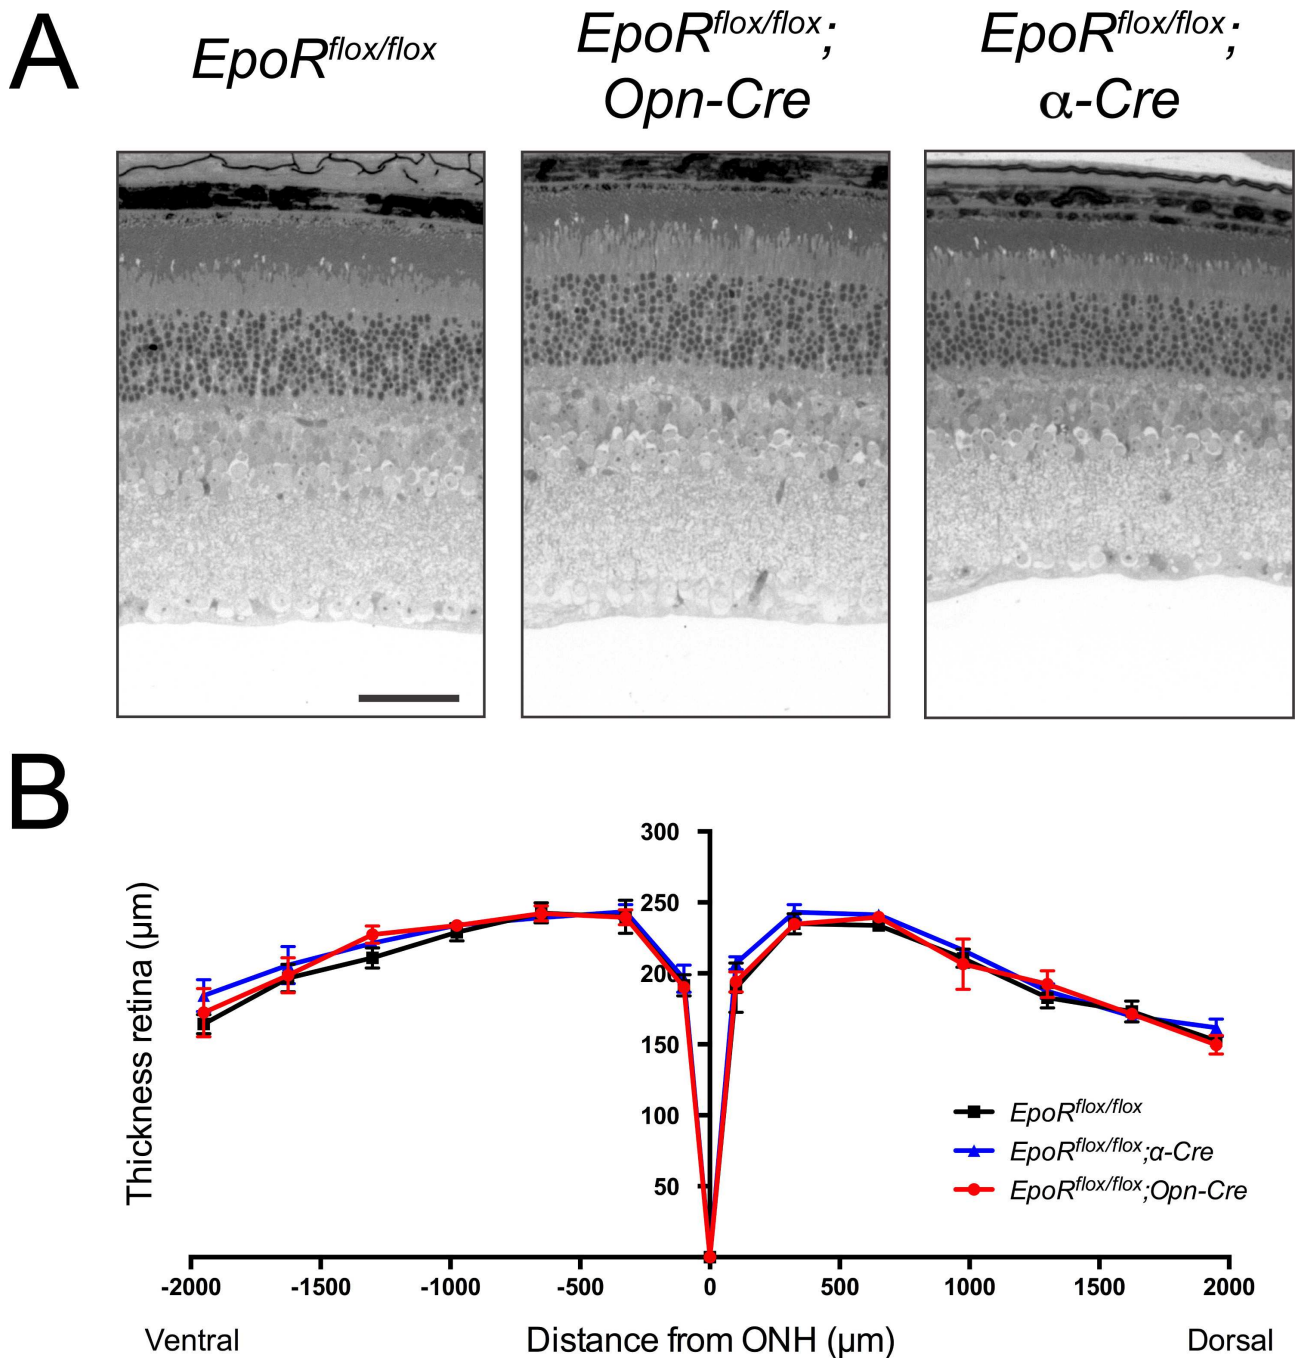 A
EpoRflox/flox
EpoRflox/flox;
Opn-Cre
EpoRflox/flox;
α-Cre
B
300
250
200
150
100
50
Thickness retina (µm)
EpoRflox/flox
EpoRflox/flox;α-Cre
EpoRflox/flox;Opn-Cre
-2000 -1500 -1000 -500 0 500 1000 1500 2000
Ventral Distance from ONH (µm) Dorsal